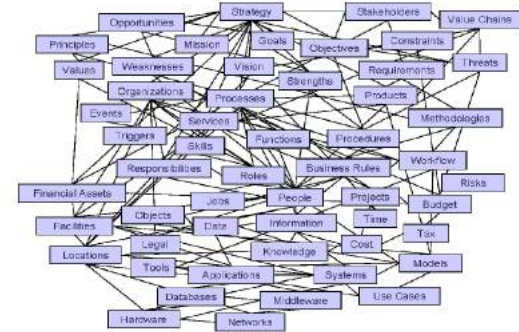 Strategy
Stakeholders
Opportunities
Value Chains
Principles
Mission
Goals
Objectives
Constraints
Values
Weaknesses
Vision
Strengths
Requirements
Threats
Organizations
Processes
Products
Events
Services
Methodologies
Triggers
Skills
Functions
Procedures
Responsibilities
Roles
Business Rules
Workflow
Risks
Financial Assets
Jobs
People
Projects
Budget
Facilities
Objects
Data
Information
Time
Tax
Locations
Legal
Knowledge
Cost
Models
Tools
Applications
Systems
Databases
Middleware
Use Cases
Hardware
Networks